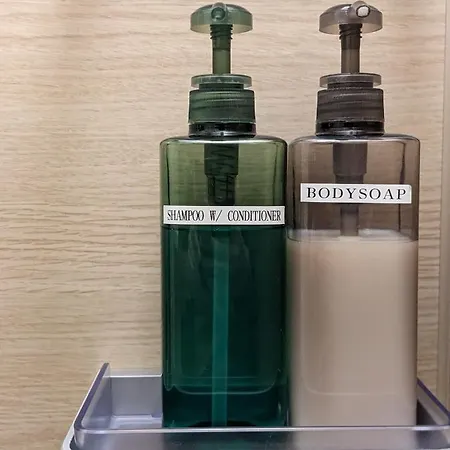 SHAMPOO W/ CONDITIONER
BODYSOAP